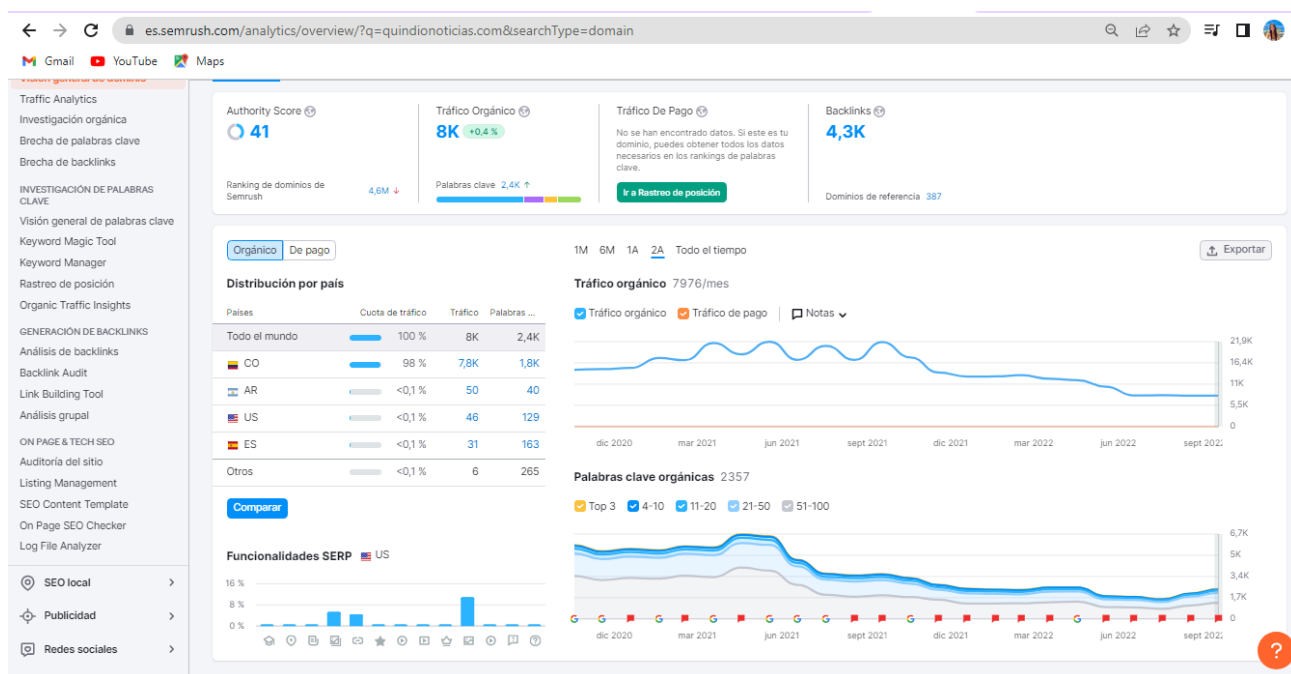 es.semrush.com/analytics/overview/?q=quindionoticias.com&searchType=domain
Gmail YouTube Maps
Visión general de dominio
Traffic Analytics
Investigación orgánica
Brecha de palabras clave
Brecha de backlinks
INVESTIGACIÓN DE PALABRAS
CLAVE
Visión general de palabras clave
Keyword Magic Tool
Keyword Manager
Rastreo de posición
Organic Traffic Insights
GENERACIÓN DE BACKLINKS
Análisis de backlinks
Backlink Audit
Link Building Tool
Análisis grupal
ON PAGE & TECH SEO
Auditoría del sitio
Listing Management
SEO Content Template
On Page SEO Checker
Log File Analyzer
SEO local
Publicidad
Redes sociales
Authority Score
41
Ranking de dominios de
Semrush
4,6M ↓
Tráfico Orgánico
8K +0,4 %
Palabras clave 2,4K ↑
Tráfico De Pago
No se han encontrado datos. Si este es tu
dominio, puedes obtener todos los datos
necesarios en los rankings de palabras
clave.
Ir a Rastreo de posición
Backlinks
4,3K
Dominios de referencia 387
Orgánico De pago
Distribución por país
Países Cuota de tráfico Tráfico Palabras ...
Todo el mundo 100 % 8K 2,4K
CO 98 % 7,8K 1,8K
AR <0,1 % 50 40
US <0,1 % 46 129
ES <0,1 % 31 163
Otros <0,1 % 6 265
Comparar
Funcionalidades SERP US
16 %
8 %
0 %
1M 6M 1A 2A Todo el tiempo
Exportar
Tráfico orgánico 7976/mes
Tráfico orgánico Tráfico de pago Notas
21,9K
16,4K
11K
5,5K
0
dic 2020 mar 2021 jun 2021 sept 2021 dic 2021 mar 2022 jun 2022 sept 202
Palabras clave orgánicas 2357
Top 3 4-10 11-20 21-50 51-100
6,7K
5K
3,4K
1,7K
0
dic 2020 mar 2021 jun 2021 sept 2021 dic 2021 mar 2022 jun 2022 sept 202
?